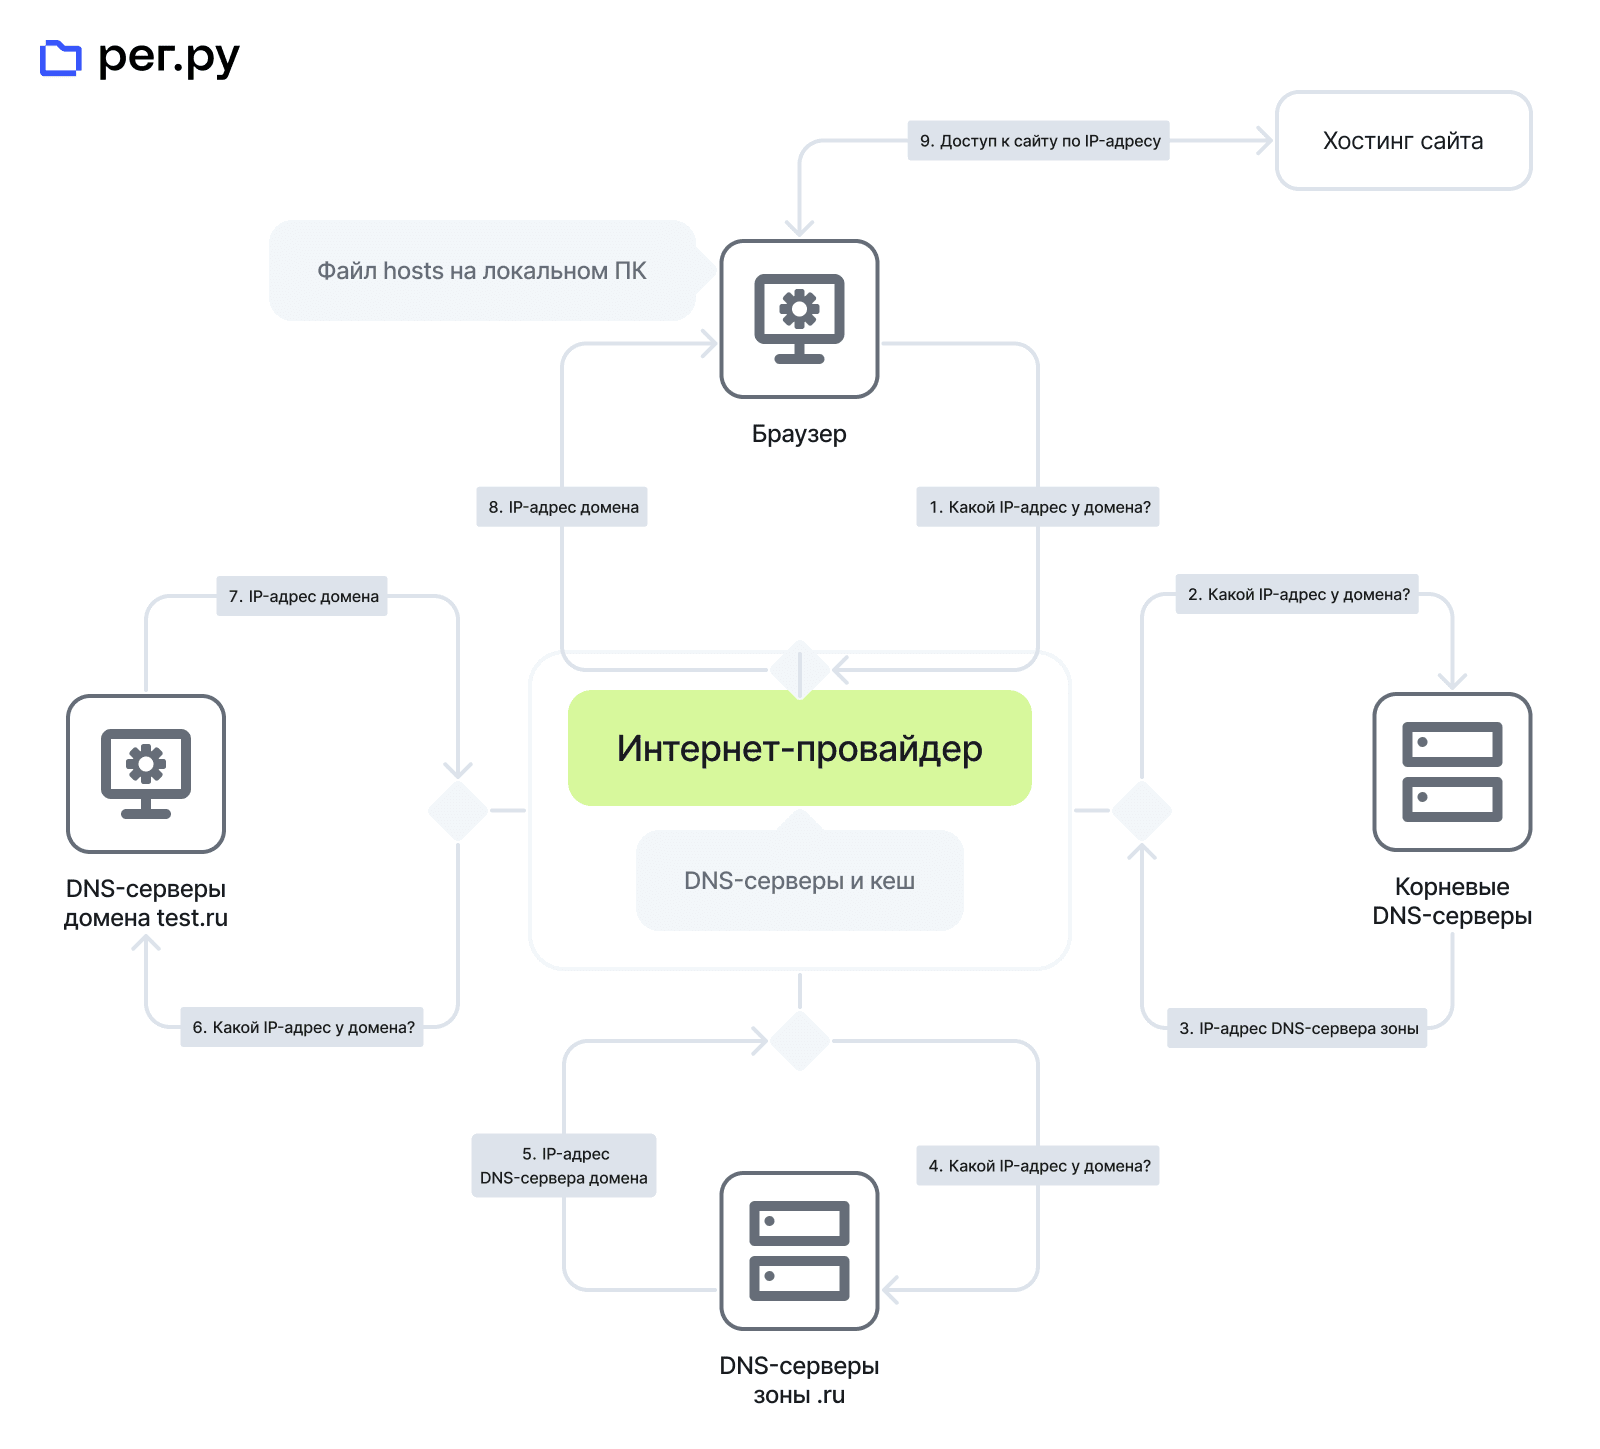 рег.ру
9. Доступ к сайту по IP-адресу
Хостинг сайта
Файл hosts на локальном ПК
Браузер
8. IP-адрес домена
1. Какой IP-адрес у домена?
7. IP-адрес домена
2. Какой IP-адрес у домена?
Интернет-провайдер
DNS-серверы и кеш
DNS-серверы
домена test.ru
Корневые
DNS-серверы
6. Какой IP-адрес у домена?
3. IP-адрес DNS-сервера зоны
5. IP-адрес
DNS-сервера домена
4. Какой IP-адрес у домена?
DNS-серверы
зоны .ru